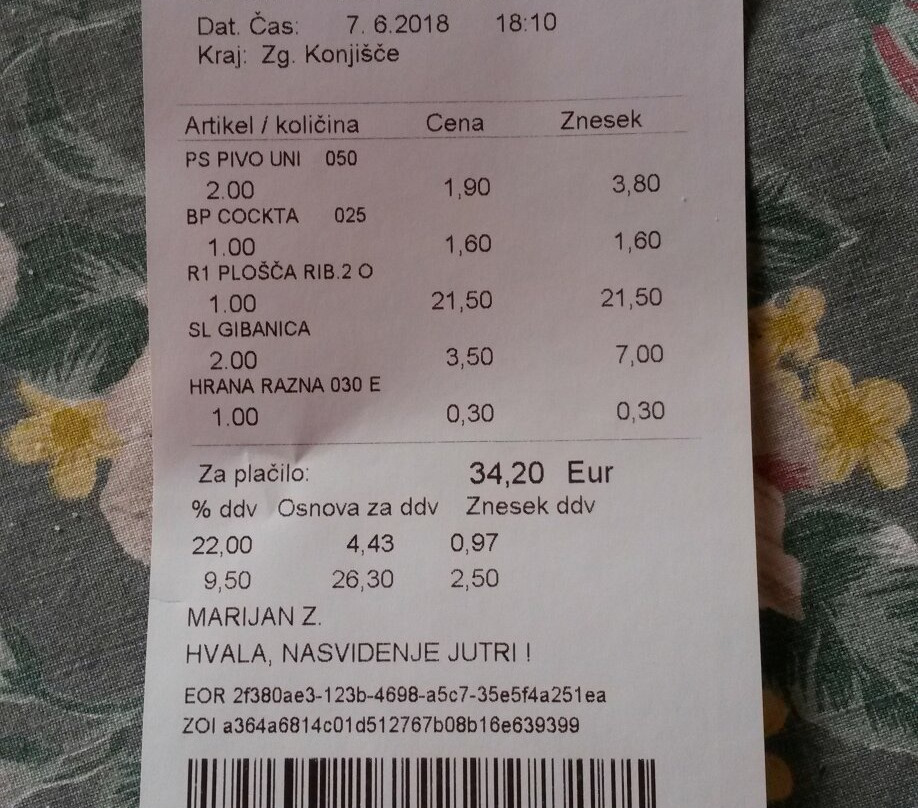 Dat. Čas: 7. 6.2018 18:10
Kraj: Zg. Konjišče
Artikel / količina Cena Znesek
PS PIVO UNI 050
2.00 1,90 3,80
BP COCKTA 025
1.00 1,60 1,60
R1 PLOŠČA RIB.2 O
1.00 21,50 21,50
SL GIBANICA
2.00 3,50 7,00
HRANA RAZNA 030 E
1.00 0,30 0,30
Za plačilo: 34,20 Eur
% ddv Osnova za ddv Znesek ddv
22,00 4,43 0,97
9,50 26,30 2,50
MARIJAN Z.
HVALA, NASVIDENJE JUTRI !
EOR 2f380ae3-123b-4698-a5c7-35e5f4a251ea
ZOI a364a6814c01d512767b08b16e639399